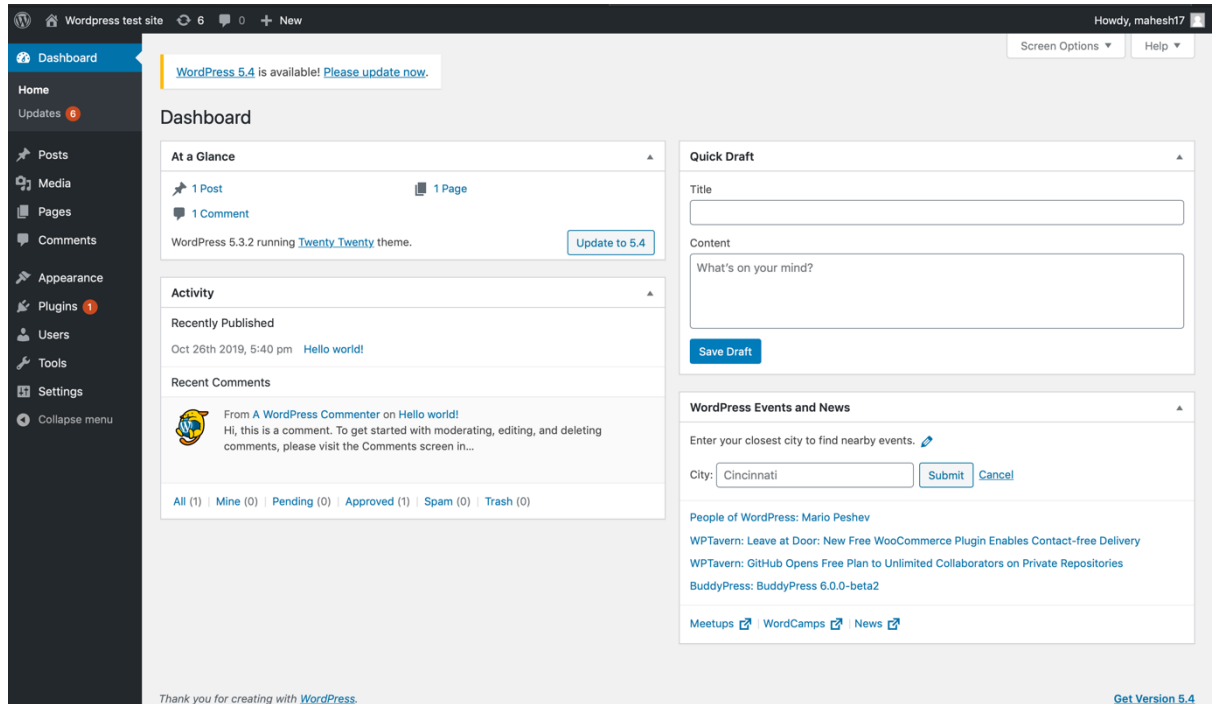 Wordpress test site 6 0 + New Howdy, mahesh17
Dashboard
Home
Updates 6
Posts
Media
Pages
Comments
Appearance
Plugins 1
Users
Tools
Settings
Collapse menu
Screen Options ▼ Help ▼
WordPress 5.4 is available! Please update now.
Dashboard
At a Glance
1 Post 1 Page
1 Comment
WordPress 5.3.2 running Twenty Twenty theme. Update to 5.4
Activity
Recently Published
Oct 26th 2019, 5:40 pm Hello world!
Recent Comments
From A WordPress Commenter on Hello world!
Hi, this is a comment. To get started with moderating, editing, and deleting
comments, please visit the Comments screen in...
All (1) | Mine (0) | Pending (0) | Approved (1) | Spam (0) | Trash (0)
Quick Draft
Title
Content
What's on your mind?
Save Draft
WordPress Events and News
Enter your closest city to find nearby events.
City: Cincinnati Submit Cancel
People of WordPress: Mario Peshev
WPTavern: Leave at Door: New Free WooCommerce Plugin Enables Contact-free Delivery
WPTavern: GitHub Opens Free Plan to Unlimited Collaborators on Private Repositories
BuddyPress: BuddyPress 6.0.0-beta2
Meetups | WordCamps | News
Thank you for creating with WordPress. Get Version 5.4